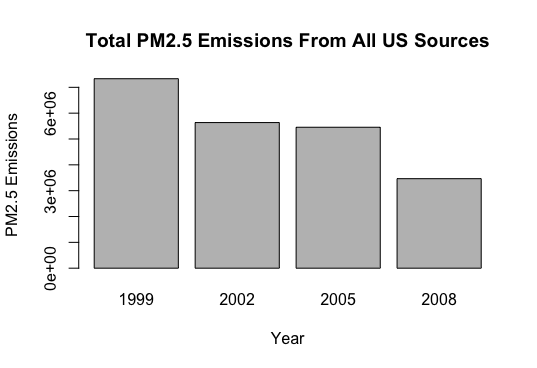 Total PM2.5 Emissions From All US Sources
PM2.5 Emissions
6e+06
3e+06
0e+00
1999 2002 2005 2008
Year